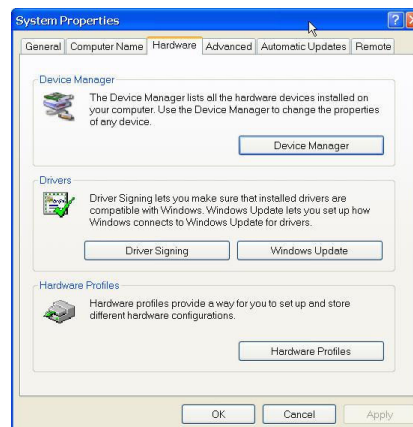 System Properties
General Computer Name Hardware Advanced Automatic Updates Remote
Device Manager
The Device Manager lists all the hardware devices installed on
your computer. Use the Device Manager to change the properties
of any device.
Device Manager
Drivers
Driver Signing lets you make sure that installed drivers are
compatible with Windows. Windows Update lets you set up how
Windows connects to Windows Update for drivers.
Driver Signing Windows Update
Hardware Profiles
Hardware profiles provide a way for you to set up and store
different hardware configurations.
Hardware Profiles
OK Cancel Apply